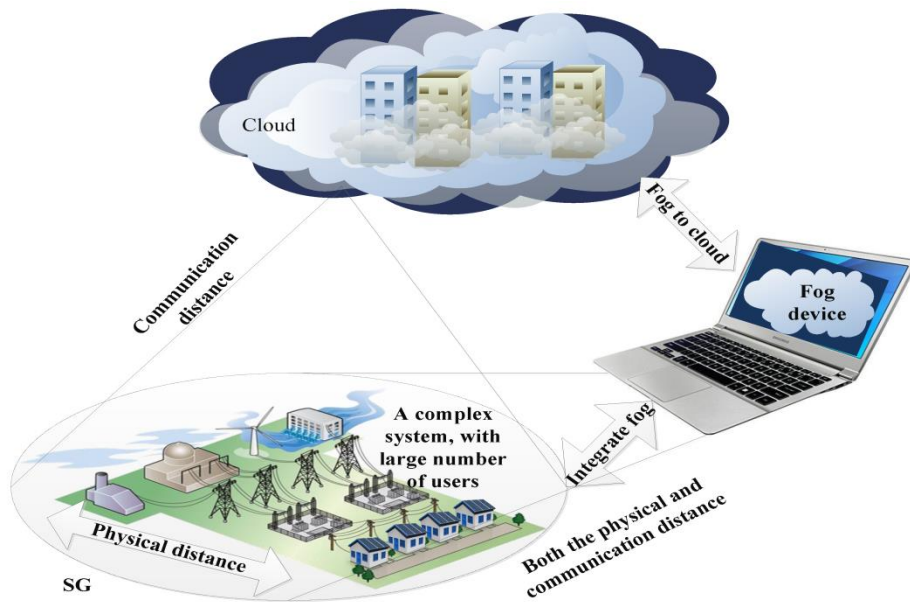 Cloud
Fog to cloud
Communication
distance
Fog
device
A complex
system, with
large number
of users
Integrate fog
Physical distance
Both the physical and
communication distance
SG